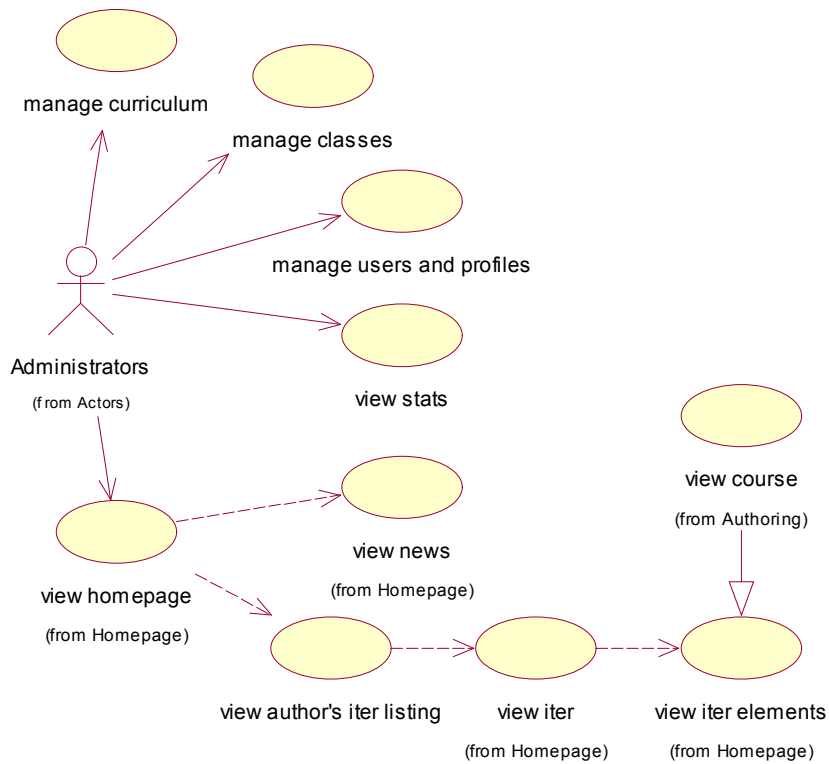 manage curriculum
manage classes
manage users and profiles
Administrators
(from Actors)
view stats
view course
(from Authoring)
view news
(from Homepage)
view homepage
(from Homepage)
view author's iter listing
view iter
(from Homepage)
view iter elements
(from Homepage)